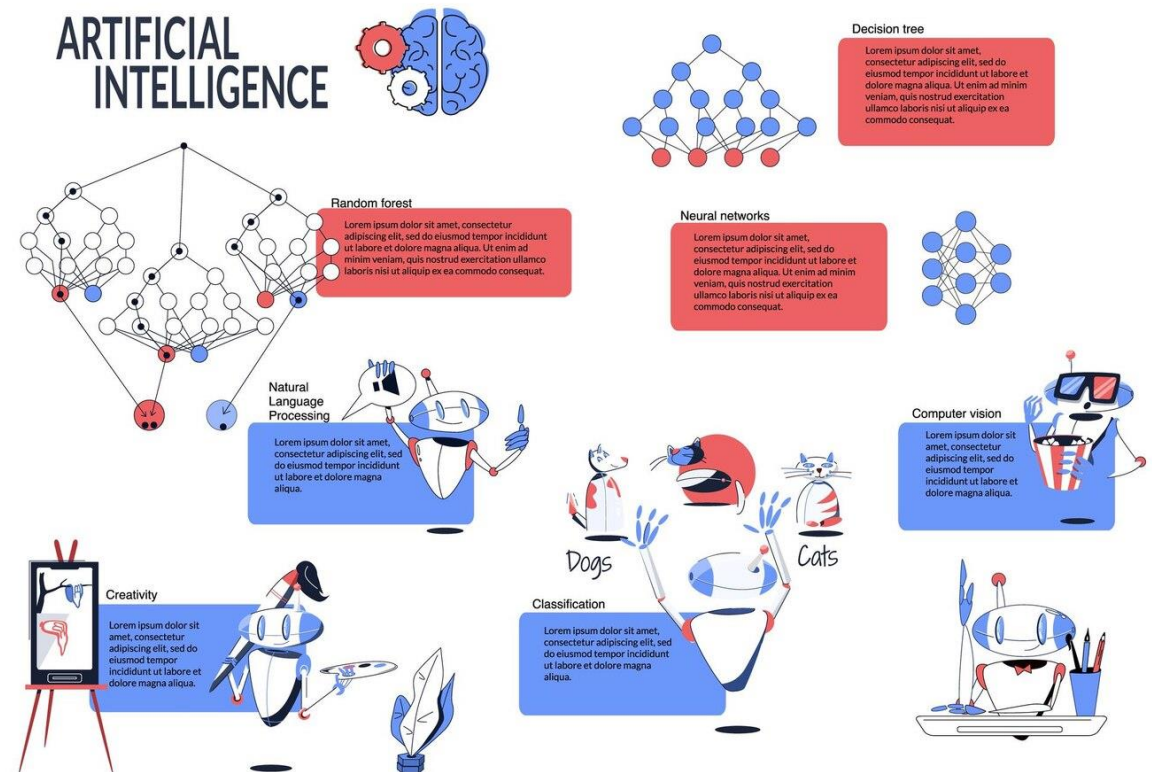 ARTIFICIAL
INTELLIGENCE
Decision tree
Lorem ipsum dolor sit amet,
consectetur adipiscing elit, sed do
eiusmod tempor incididunt ut labore et
dolore magna aliqua. Ut enim ad minim
veniam, quis nostrud exercitation
ullamco laboris nisi ut aliquip ex ea
commodo consequat.
Random forest
Lorem ipsum dolor sit amet, consectetur
adipiscing elit, sed do eiusmod tempor incididunt
ut labore et dolore magna aliqua. Ut enim ad
minim veniam, quis nostrud exercitation ullamco
laboris nisi ut aliquip ex ea commodo consequat.
Neural networks
Lorem ipsum dolor sit amet,
consectetur adipiscing elit, sed do
eiusmod tempor incididunt ut labore et
dolore magna aliqua. Ut enim ad minim
veniam, quis nostrud exercitation
ullamco laboris nisi ut aliquip ex ea
commodo consequat.
Natural
Language
Processing
Lorem ipsum dolor sit amet,
consectetur adipiscing elit, sed
do eiusmod tempor incididunt
ut labore et dolore magna
aliqua.
Computer vision
Lorem ipsum dolor sit
amet, consectetur
adipiscing elit, sed do
eiusmod tempor
incididunt ut labore et
dolore magna aliqua.
Dogs
Cats
Creativity
Lorem ipsum dolor sit
amet, consectetur
adipiscing elit, sed do
eiusmod tempor
incididunt ut labore et
dolore magna aliqua.
Classification
Lorem ipsum dolor sit amet,
consectetur adipiscing elit, sed
do eiusmod tempor incididunt
ut labore et dolore magna
aliqua.